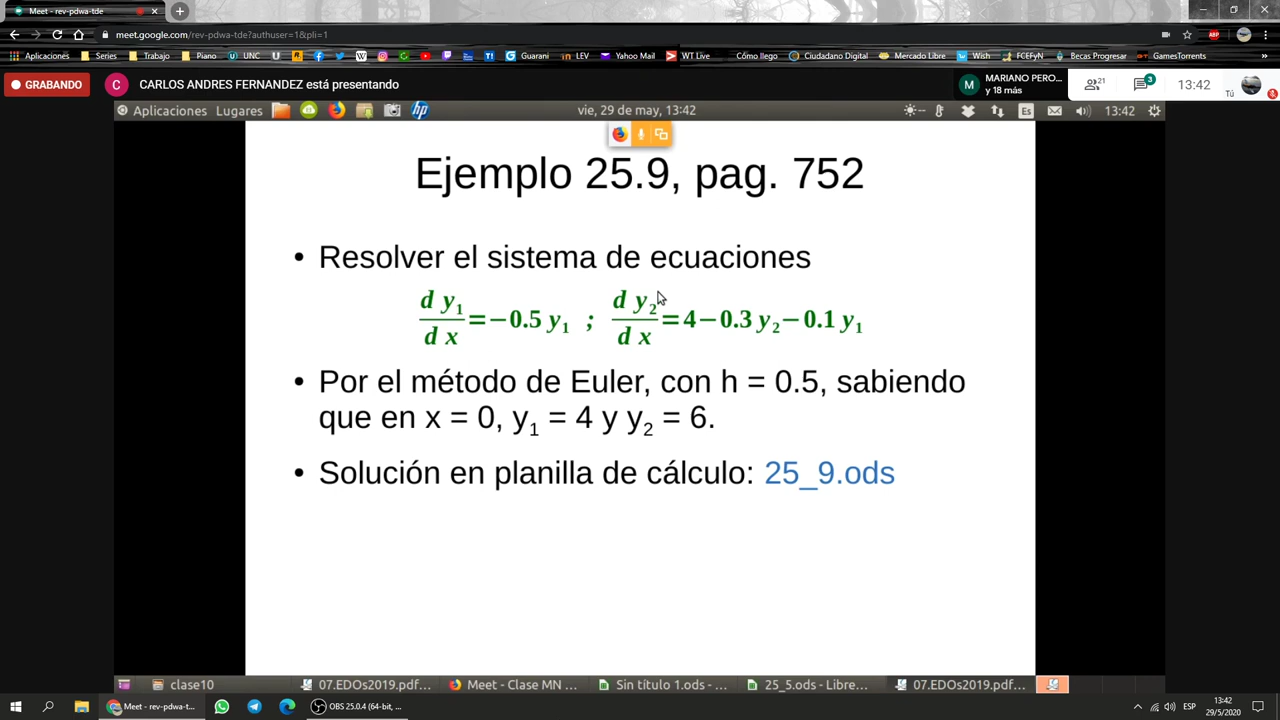 Meet - rev-pdwa-tde
meet.google.com/rev-pdwa-tde?authuser=1&pli=1
Aplicaciones Series Trabajo Piano UNC Guarani LEV Yahoo Mail WT Live Cómo llego Ciudadano Digital Mercado Libre Wish FCEFyN Becas Progresar GamesTorrents
GRABANDO C CARLOS ANDRES FERNANDEZ está presentando M MARIANO PERO... y 18 más 21 3 13:42 Tú
Aplicaciones Lugares vie, 29 de may, 13:42 Es 13:42
Ejemplo 25.9, pag. 752
• Resolver el sistema de ecuaciones
d y₁/d x = −0.5 y₁ ; d y₂/d x = 4−0.3 y₂−0.1 y₁
• Por el método de Euler, con h = 0.5, sabiendo
que en x = 0, y₁ = 4 y y₂ = 6.
• Solución en planilla de cálculo: 25_9.ods
clase10 07.EDOs2019.pdf... Meet - Clase MN ... Sin título 1.ods - ... 25_5.ods - Libre... 07.EDOs2019.pdf...
Meet - rev-pdwa-t... OBS 25.0.4 (64-bit, ... ESP 13:42
29/5/2020